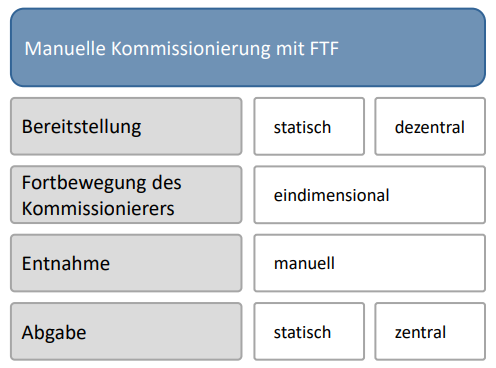 Manuelle Kommissionierung mit FTF
Bereitstellung statisch dezentral
Fortbewegung des
Kommissionierers eindimensional
Entnahme manuell
Abgabe statisch zentral